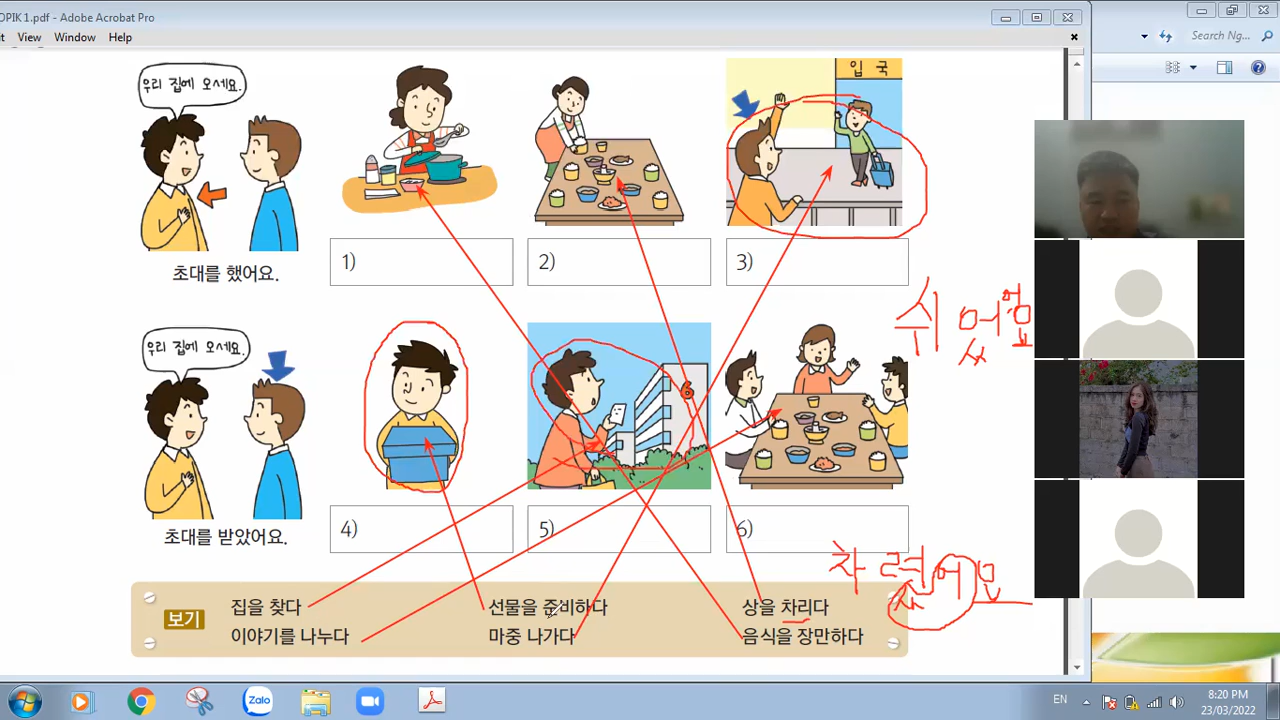 OPIK 1.pdf - Adobe Acrobat Pro
View Window Help
Search Ng...
우리 집에 오세요.
초대를 했어요.
1)
2)
입 국
3)
우리 집에 오세요.
초대를 받았어요.
4)
6
5)
6)
쉬 었 어요
차 렸어요
보기
집을 찾다
선물을 준비하다
상을 차리다
이야기를 나누다
마중 나가다
음식을 장만하다
Zalo
EN
8:20 PM
23/03/2022